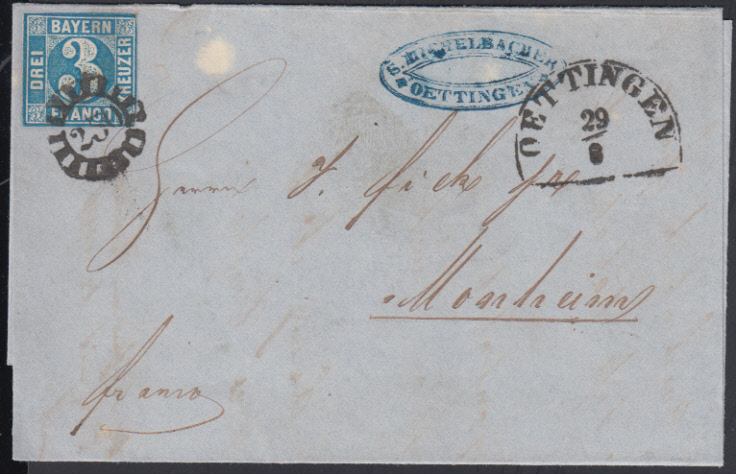 BAYERN
DREI
3
KREUZER
FRANCO
OETTINGEN
OETTINGEN
29
8
Herrn J.
Monheim
franco